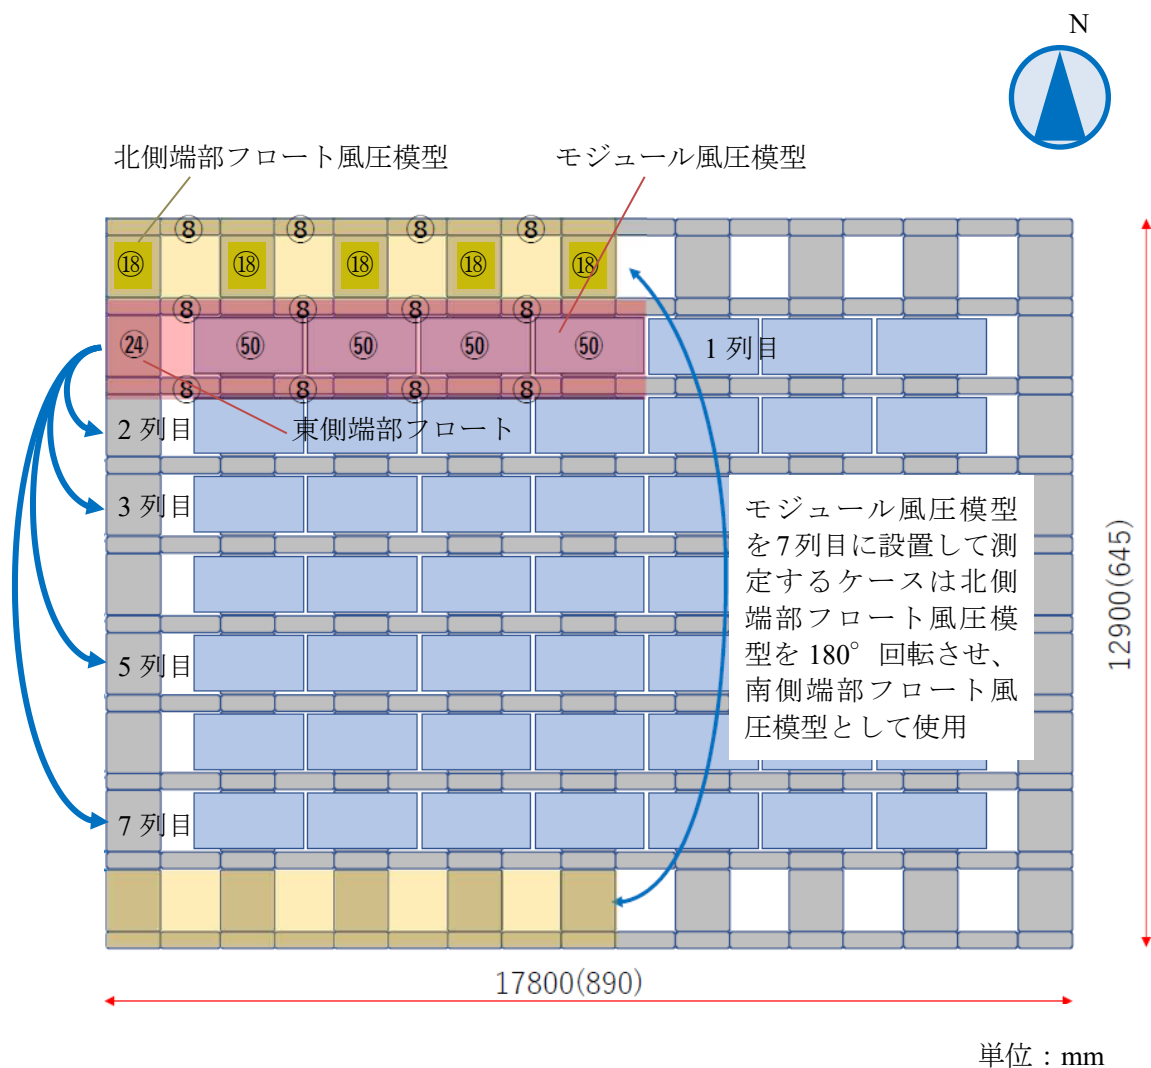 N
北側端部フロート風圧模型
モジュール風圧模型
⑧ ⑧ ⑧ ⑧
⑱ ⑱ ⑱ ⑱ ⑱
⑧ ⑧ ⑧ ⑧
㉔ ㊿ ㊿ ㊿ ㊿ 1 列目
⑧ ⑧ ⑧ ⑧
2 列目
東側端部フロート
3 列目
モジュール風圧模型
を 7 列目に設置して測
定するケースは北側
端部フロート風圧模
型を 180° 回転させ、
南側端部フロート風
圧模型として使用
12900(645)
5 列目
7 列目
17800(890)
単位：mm